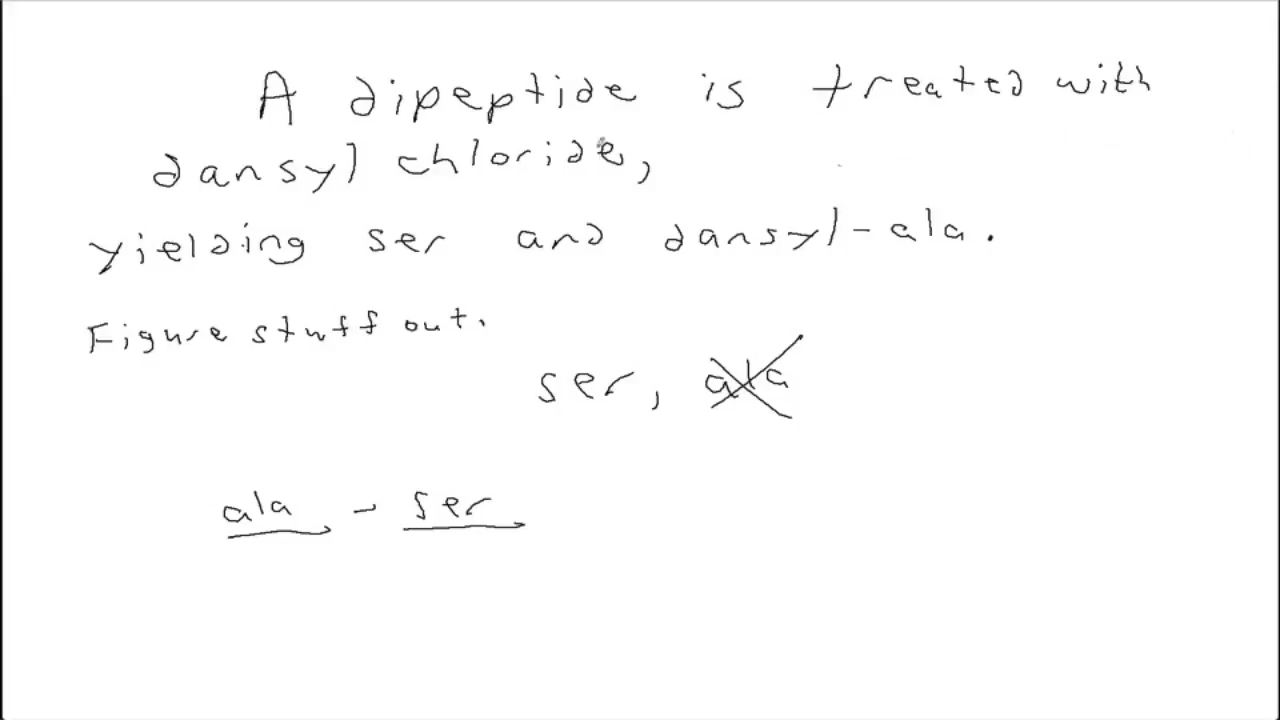 A dipeptide is treated with
dansyl chloride,
yielding ser and dansyl-ala.
Figure stuff out.
ser, ala
ala - ser